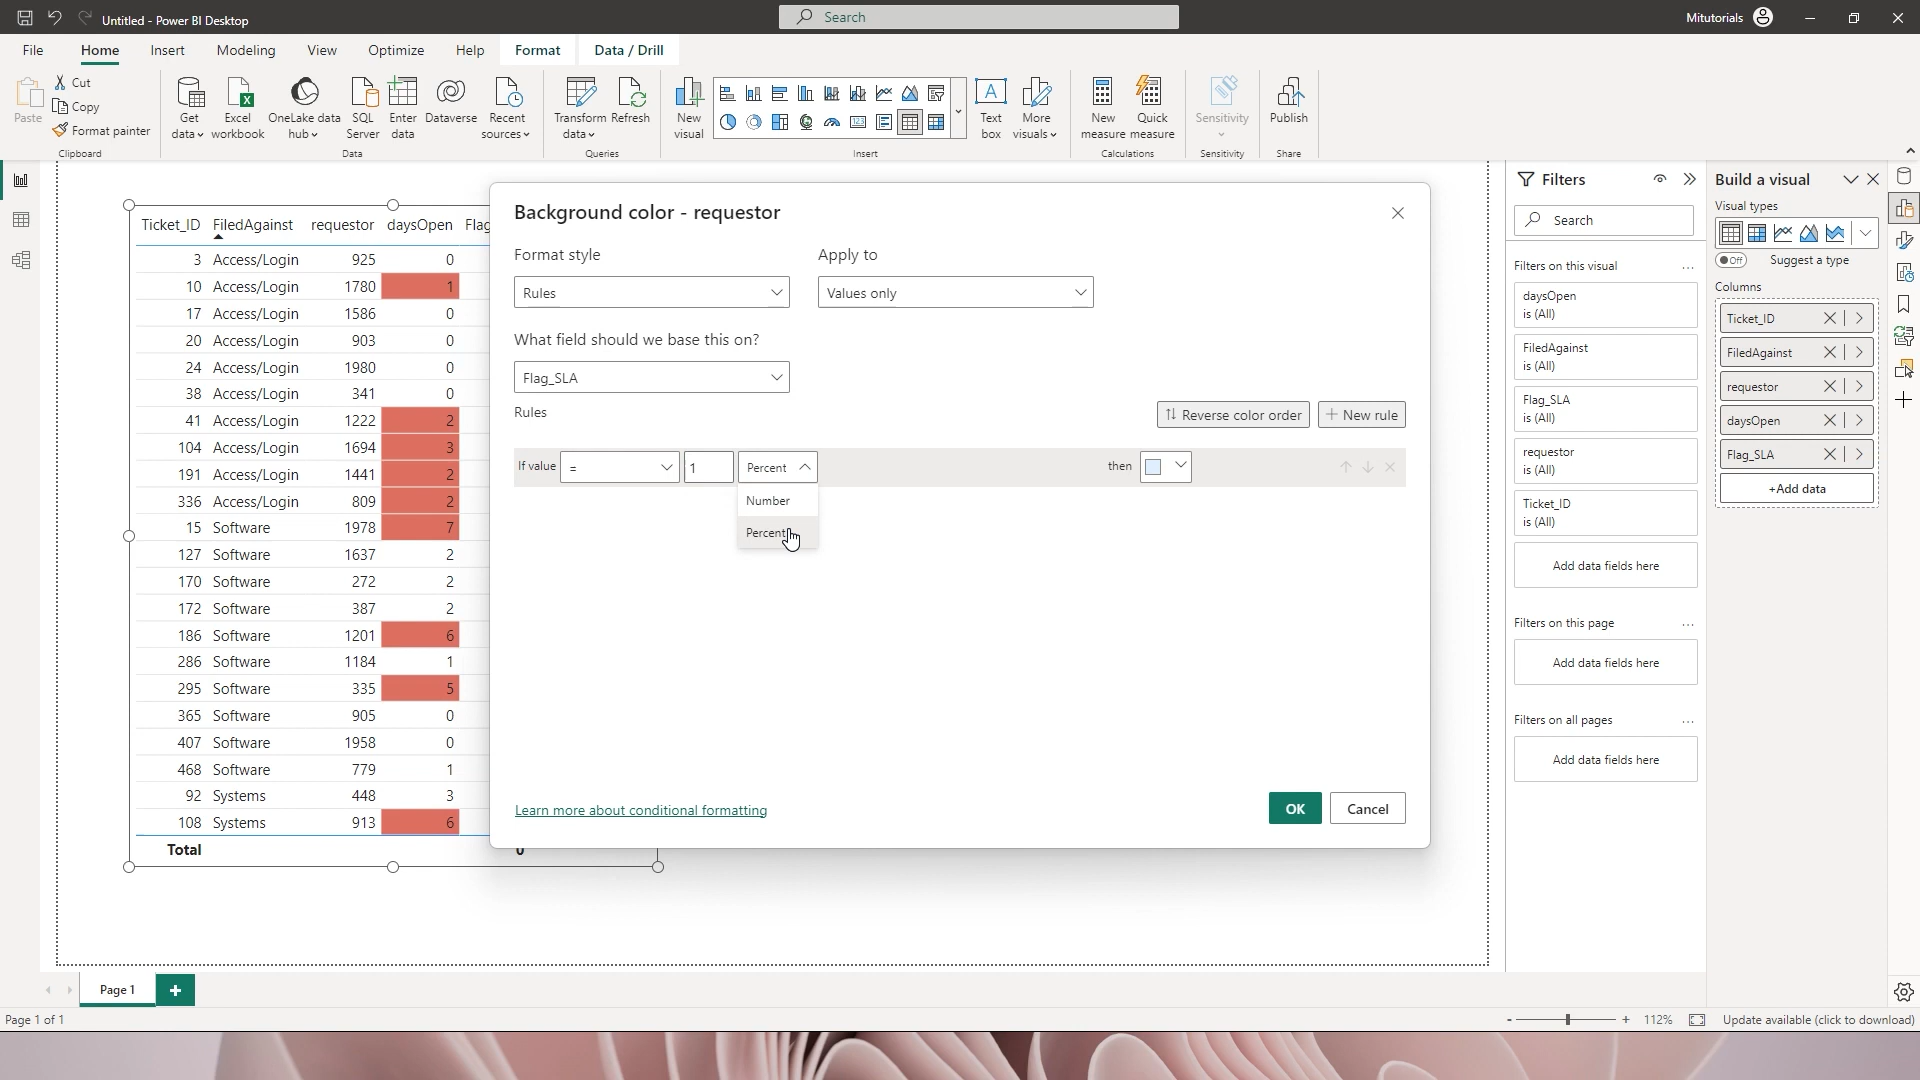 Untitled - Power BI Desktop
Search
Mitutorials
File
Home
Insert
Modeling
View
Optimize
Help
Format
Data / Drill
Paste
Cut
Copy
Format painter
Clipboard
Get data
Excel workbook
OneLake data hub
SQL Server
Enter data
Dataverse
Recent sources
Data
Transform data
Refresh
Queries
New visual
123
Insert
A
Text box
More visuals
New measure
Quick measure
Calculations
Sensitivity
Sensitivity
Publish
Share
Ticket_ID FiledAgainst requestor daysOpen Flag
3 Access/Login 925 0
10 Access/Login 1780 1
17 Access/Login 1586 0
20 Access/Login 903 0
24 Access/Login 1980 0
38 Access/Login 341 0
41 Access/Login 1222 2
104 Access/Login 1694 3
191 Access/Login 1441 2
336 Access/Login 809 2
15 Software 1978 7
127 Software 1637 2
170 Software 272 2
172 Software 387 2
186 Software 1201 6
286 Software 1184 1
295 Software 335 5
365 Software 905 0
407 Software 1958 0
468 Software 779 1
92 Systems 448 3
108 Systems 913 6
Total
Background color - requestor
Format style
Apply to
Rules
Values only
What field should we base this on?
Flag_SLA
Rules
Reverse color order
+ New rule
If value = 1 Percent then
Number
Percent
Learn more about conditional formatting
OK
Cancel
Filters
Search
Filters on this visual ...
daysOpen
is (All)
FiledAgainst
is (All)
Flag_SLA
is (All)
requestor
is (All)
Ticket_ID
is (All)
Add data fields here
Filters on this page ...
Add data fields here
Filters on all pages ...
Add data fields here
Build a visual
Visual types
Off
Suggest a type
Columns
Ticket_ID
FiledAgainst
requestor
daysOpen
Flag_SLA
+Add data
Page 1
+
Page 1 of 1
- + 112%
Update available (click to download)